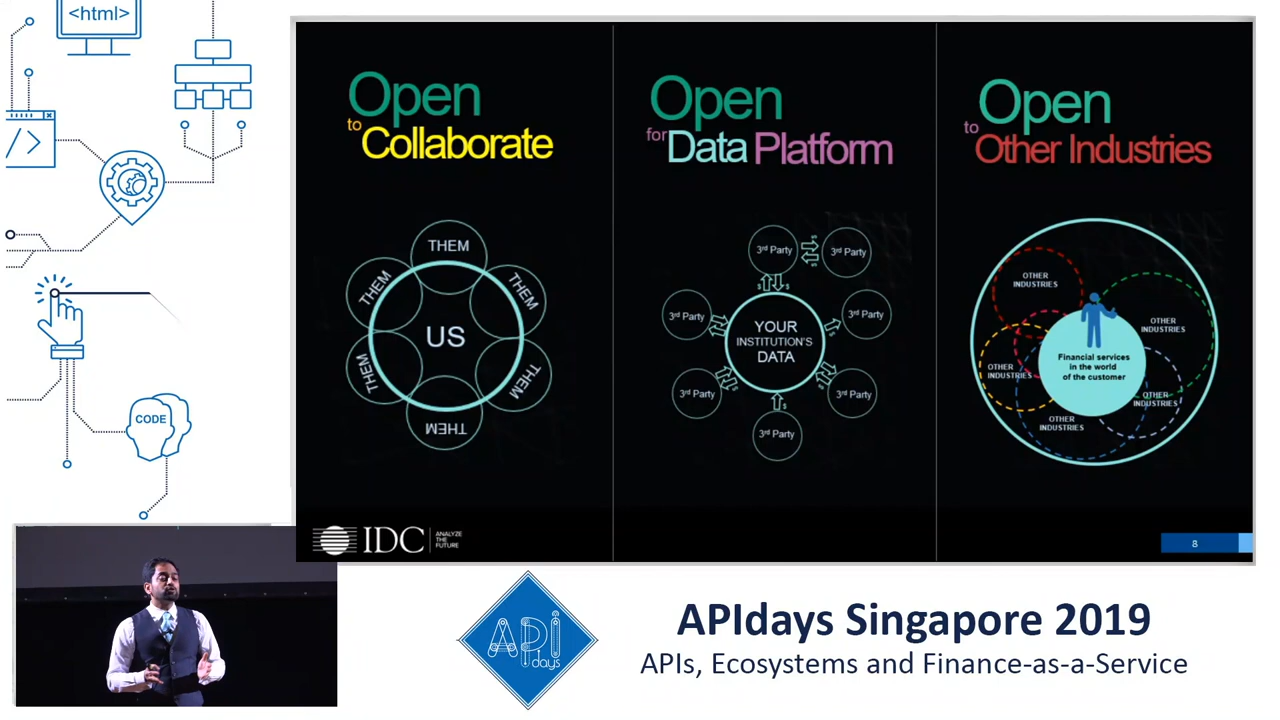 <html>
</>
CODE
Open
to Collaborate
THEM
THEM
THEM
THEM
THEM
THEM
US
Open
for Data Platform
3rd Party
3rd Party
3rd Party
3rd Party
3rd Party
3rd Party
3rd Party
$
$
$
$
$
$
$
$
YOUR
INSTITUTION'S
DATA
Open
to Other Industries
OTHER
INDUSTRIES
OTHER
INDUSTRIES
OTHER
INDUSTRIES
OTHER
INDUSTRIES
OTHER
INDUSTRIES
Financial services
in the world
of the customer
IDC
ANALYZE
THE
FUTURE
8
API
days
APIdays Singapore 2019
APIs, Ecosystems and Finance-as-a-Service